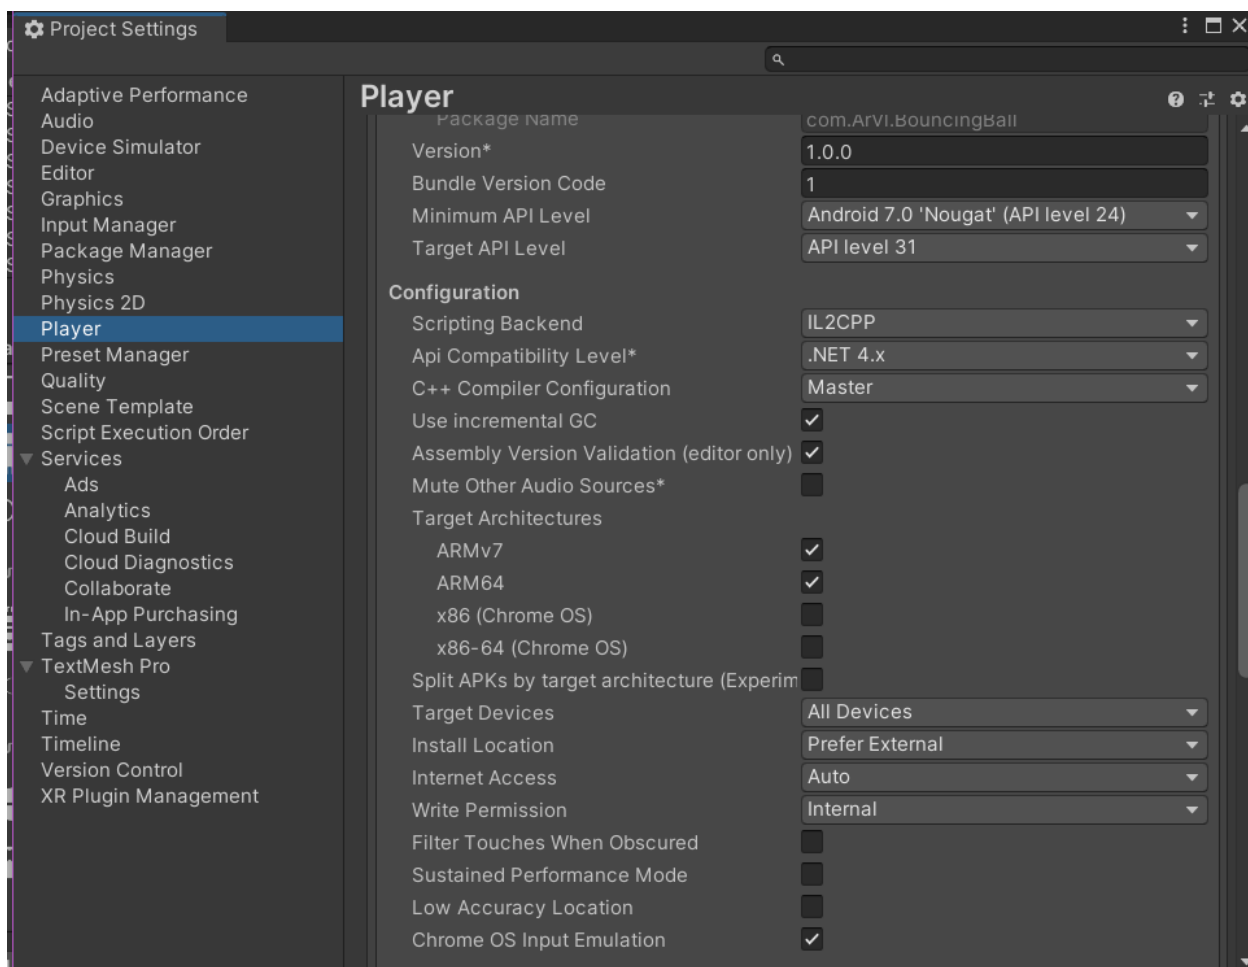 Project Settings
Adaptive Performance
Audio
Device Simulator
Editor
Graphics
Input Manager
Package Manager
Physics
Physics 2D
Player
Preset Manager
Quality
Scene Template
Script Execution Order
Services
Ads
Analytics
Cloud Build
Cloud Diagnostics
Collaborate
In-App Purchasing
Tags and Layers
TextMesh Pro
Settings
Time
Timeline
Version Control
XR Plugin Management
Player
Package Name com.ArVI.BouncingBall
Version* 1.0.0
Bundle Version Code 1
Minimum API Level Android 7.0 'Nougat' (API level 24)
Target API Level API level 31
Configuration
Scripting Backend IL2CPP
Api Compatibility Level* .NET 4.x
C++ Compiler Configuration Master
Use incremental GC
Assembly Version Validation (editor only)
Mute Other Audio Sources*
Target Architectures
ARMv7
ARM64
x86 (Chrome OS)
x86-64 (Chrome OS)
Split APKs by target architecture (Experim
Target Devices All Devices
Install Location Prefer External
Internet Access Auto
Write Permission Internal
Filter Touches When Obscured
Sustained Performance Mode
Low Accuracy Location
Chrome OS Input Emulation